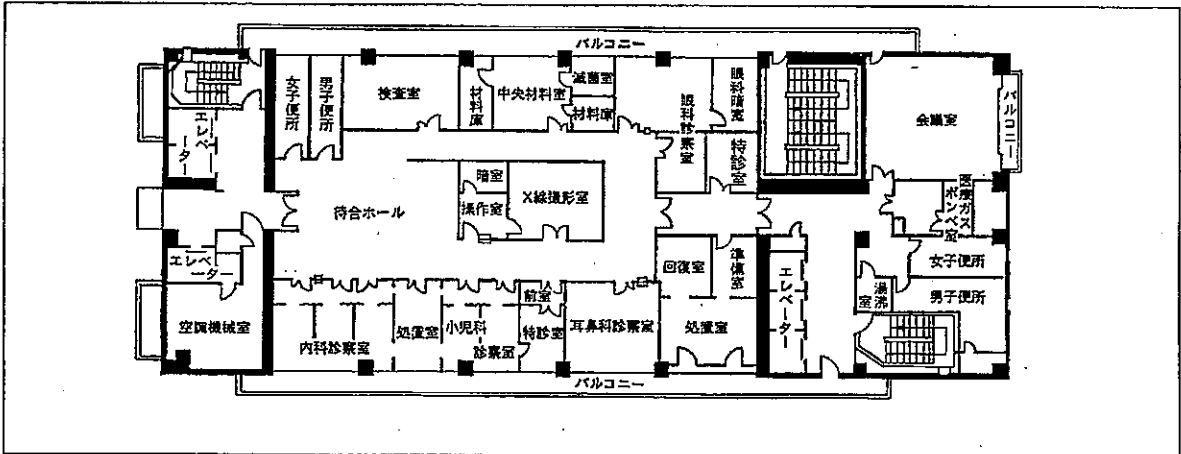 バルコニー
女子便所
男子便所
検査室
材料庫
中央材料室
滅菌室
材料庫
眼科診察室
眼科暗室
特診室
会議室
バルコニー
エレベーター
待合ホール
暗室
操作室
X線撮影室
医療ガスボンベ室
女子便所
男子便所
湯沸室
エレベーター
エレベーター
空調機械室
内科診察室
処置室
小児科診察室
前室
特診室
耳鼻科診察室
回復室
準備室
処置室
バルコニー